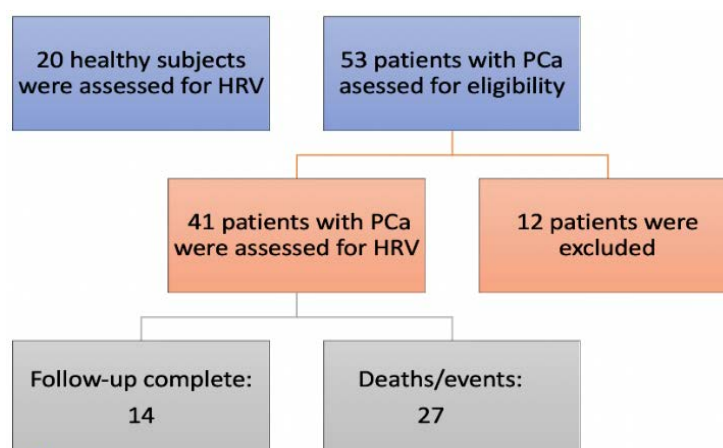 20 healthy subjects
were assessed for HRV
53 patients with PCa
asessed for eligibility
41 patients with PCa
were assessed for HRV
12 patients were
excluded
Follow-up complete:
14
Deaths/events:
27